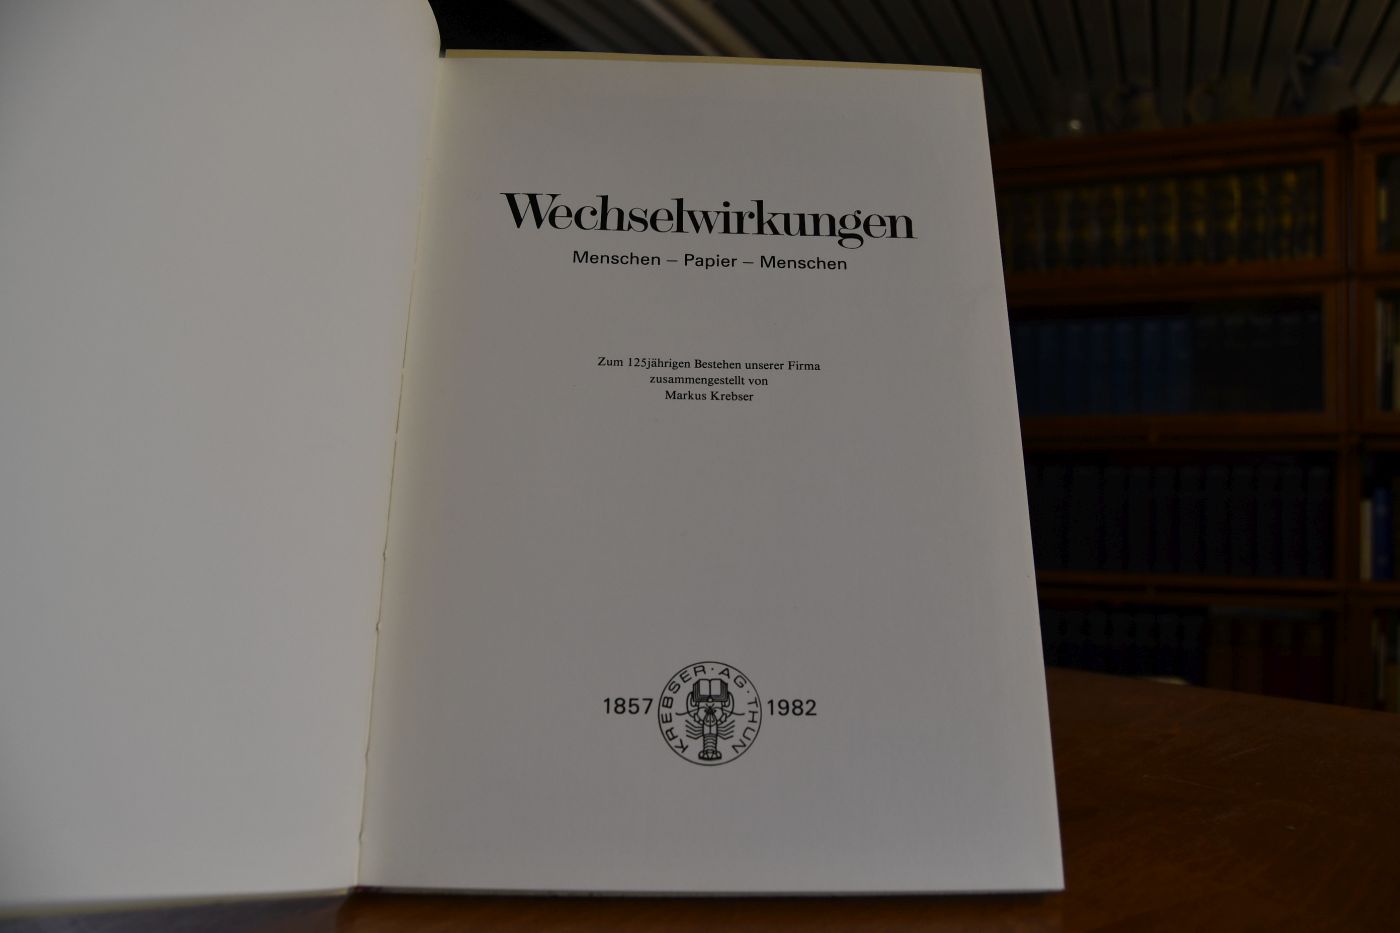 Wechselwirkungen
Menschen – Papier – Menschen
Zum 125jährigen Bestehen unserer Firma
zusammengestellt von
Markus Krebser
1857
KREBSER · AG · THUN
1982